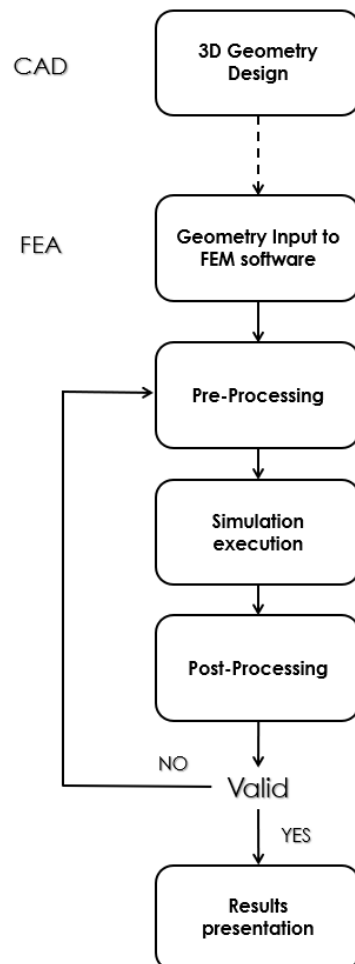 3D Geometry
Design
CAD
FEA
Geometry Input to
FEM software
Pre-Processing
Simulation
execution
Post-Processing
NO
Valid
YES
Results
presentation